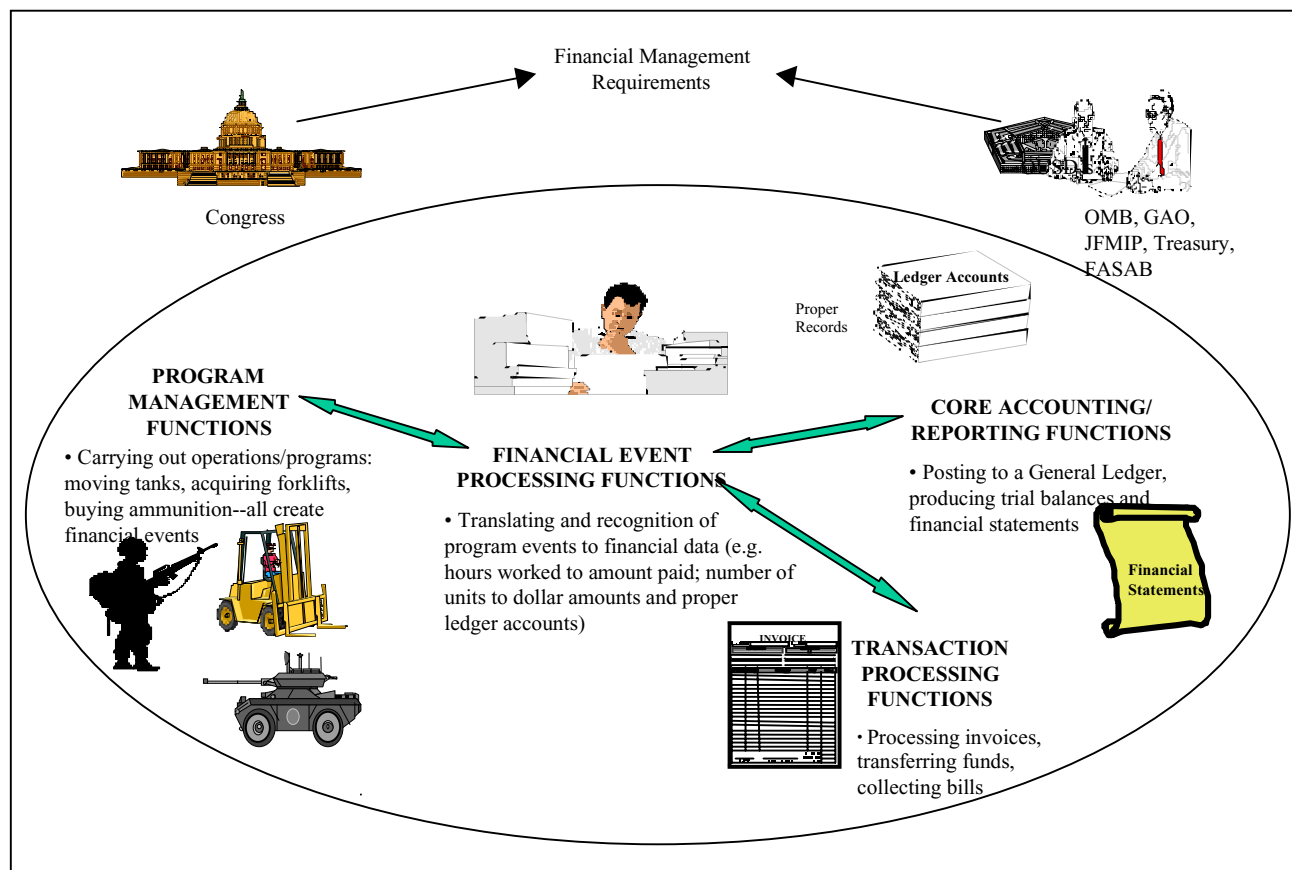 Financial Management
Requirements
Congress
OMB, GAO,
JFMIP, Treasury,
FASAB
Ledger Accounts
Proper
Records
PROGRAM
MANAGEMENT
FUNCTIONS
• Carrying out operations/programs:
moving tanks, acquiring forklifts,
buying ammunition--all create
financial events
FINANCIAL EVENT
PROCESSING FUNCTIONS
• Translating and recognition of
program events to financial data (e.g.
hours worked to amount paid; number of
units to dollar amounts and proper
ledger accounts)
CORE ACCOUNTING/
REPORTING FUNCTIONS
• Posting to a General Ledger,
producing trial balances and
financial statements
Financial
Statements
INVOICE
TRANSACTION
PROCESSING
FUNCTIONS
• Processing invoices,
transferring funds,
collecting bills
.